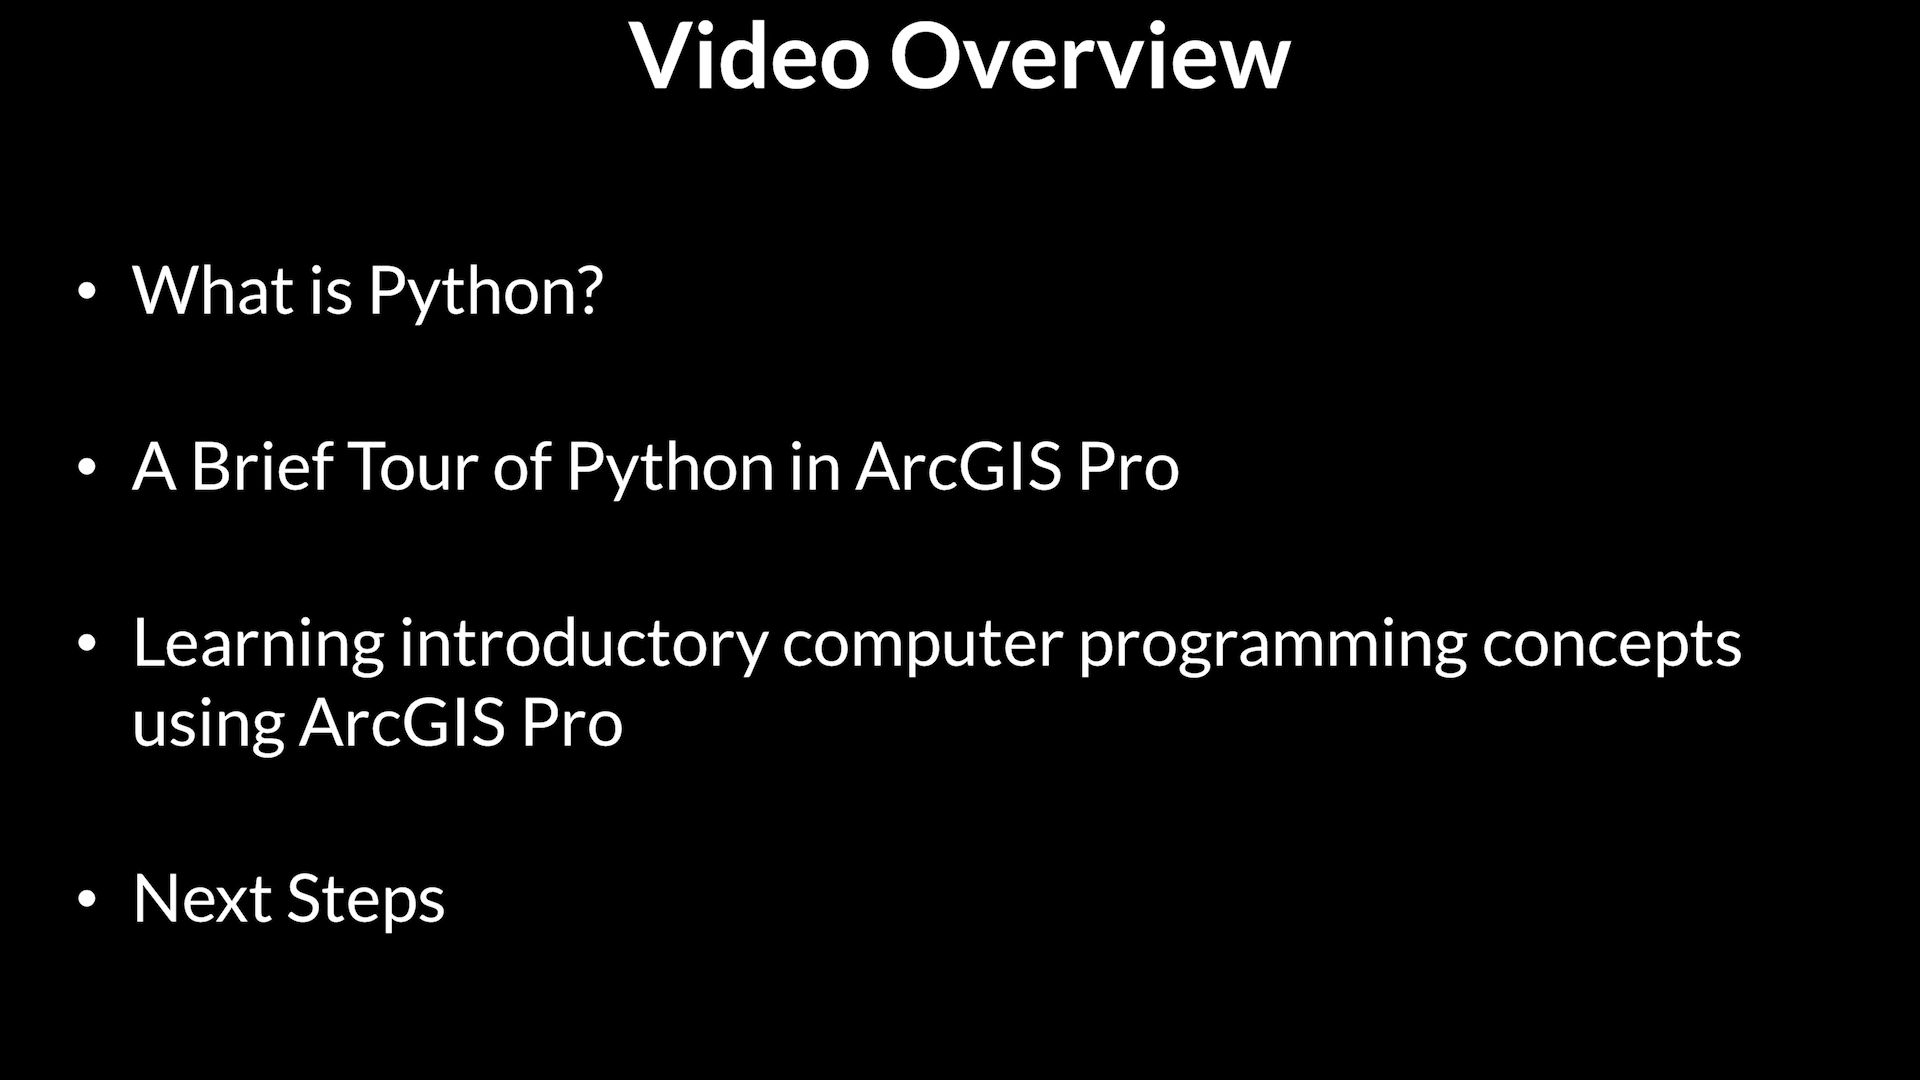 Video Overview
• What is Python?
• A Brief Tour of Python in ArcGIS Pro
• Learning introductory computer programming concepts
using ArcGIS Pro
• Next Steps